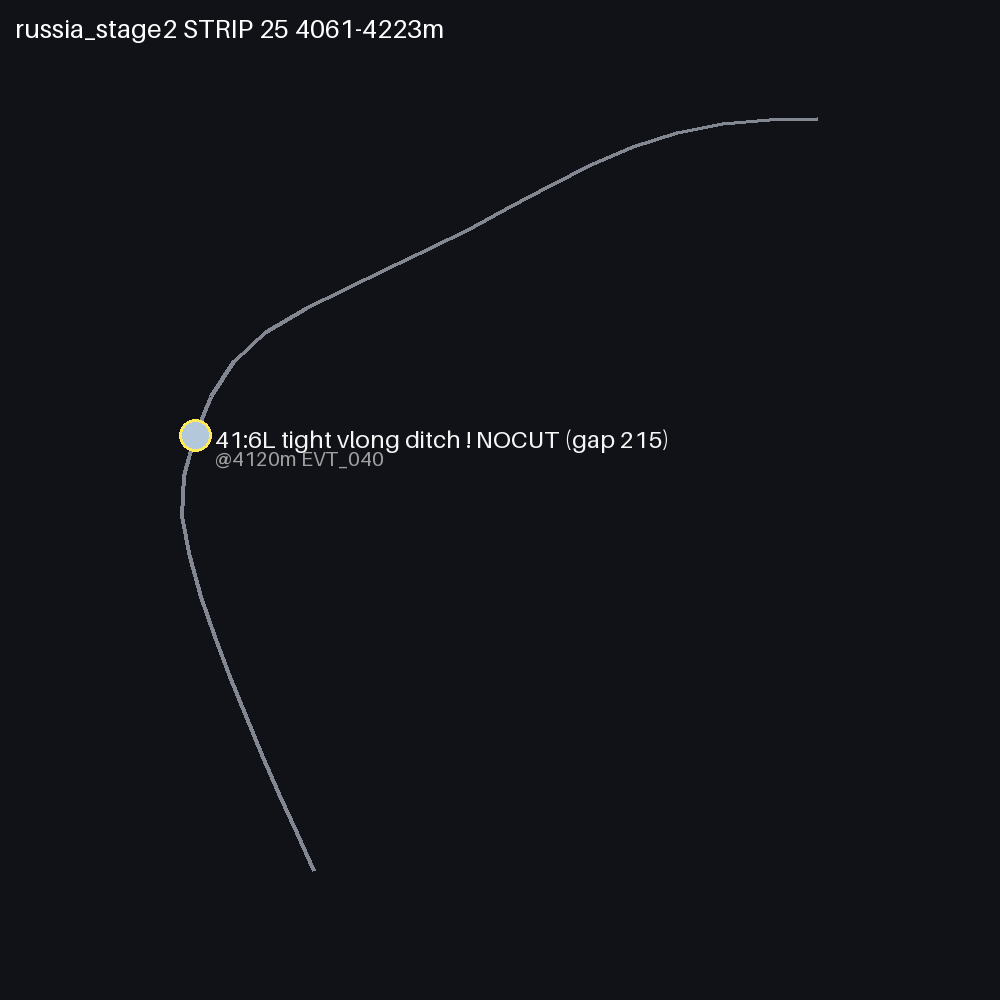 russia_stage2 STRIP 25 4061-4223m
41:6L tight vlong ditch ! NOCUT (gap 215)
@4120m EVT_040